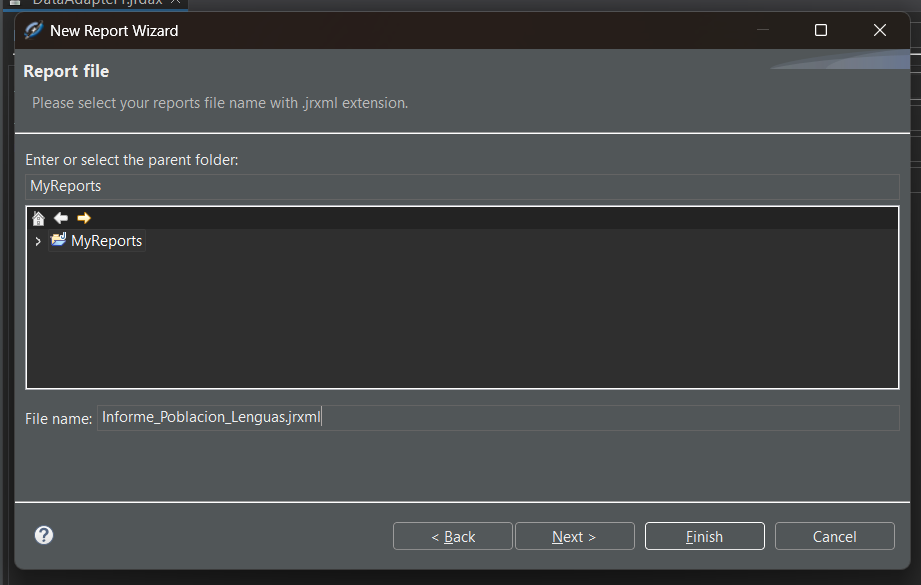 DataAdapter1.jrdax
New Report Wizard
Report file
Please select your reports file name with .jrxml extension.
Enter or select the parent folder:
MyReports
MyReports
File name: Informe_Poblacion_Lenguas.jrxml
< Back Next > Finish Cancel